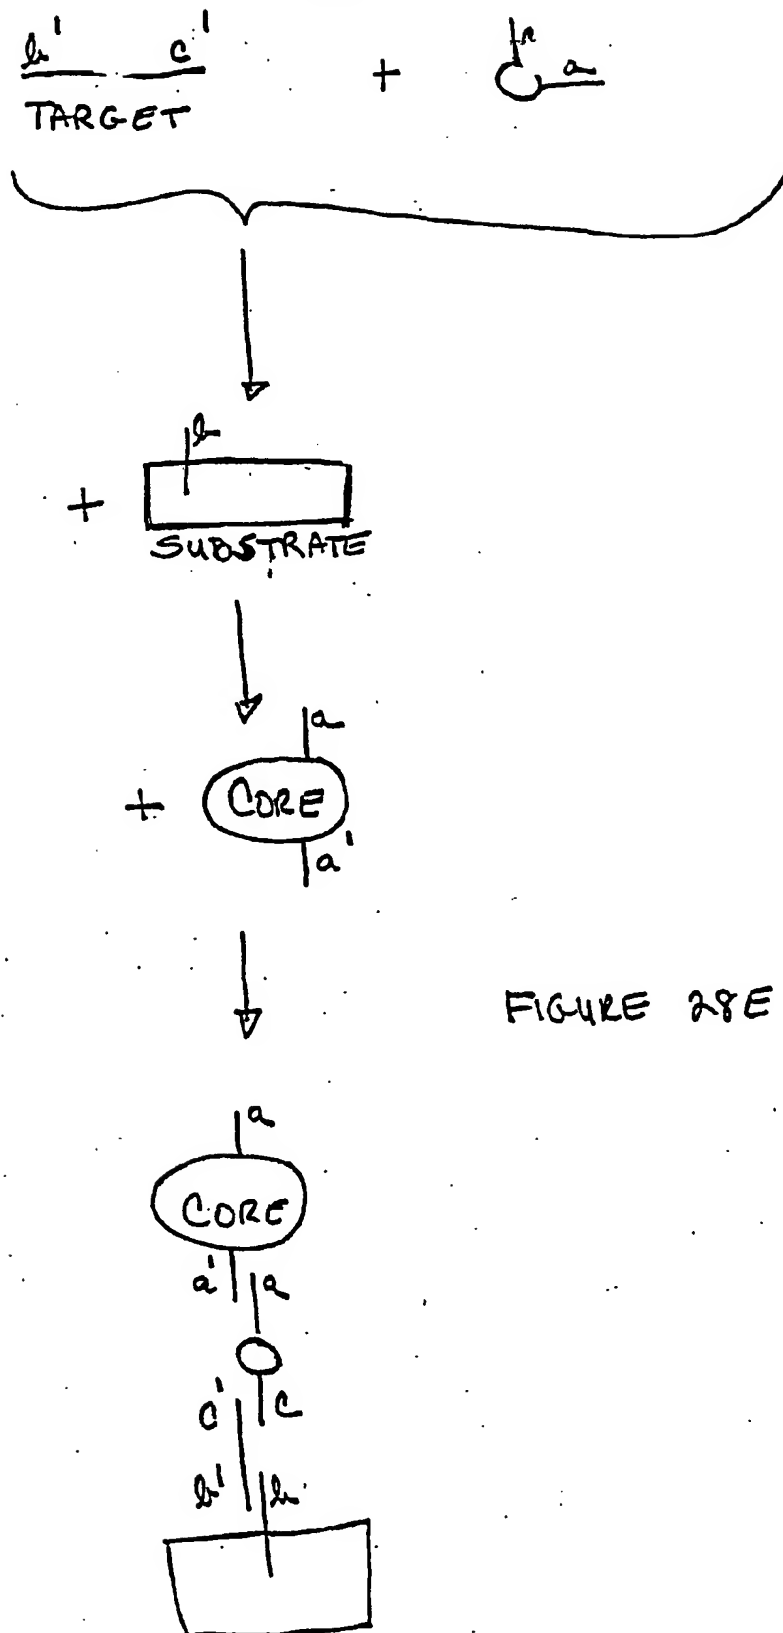 b' c' + a
TARGET
b
+
SUBSTRATE
a
+ CORE
a'
FIGURE 28E
a
CORE
a' a
c' c
b' b